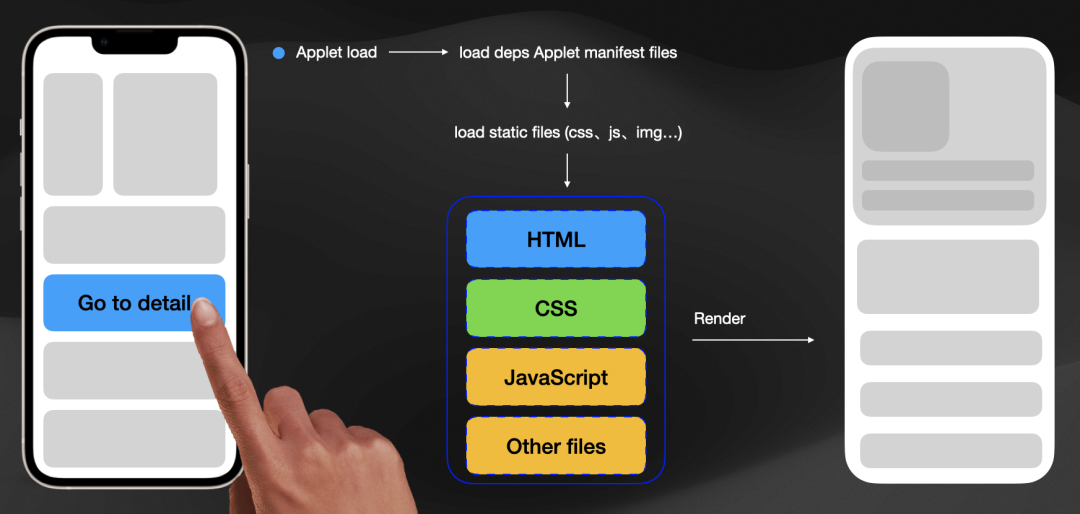 Applet load
load deps Applet manifest files
load static files (css、js、img…)
Go to detail
HTML
CSS
JavaScript
Other files
Render